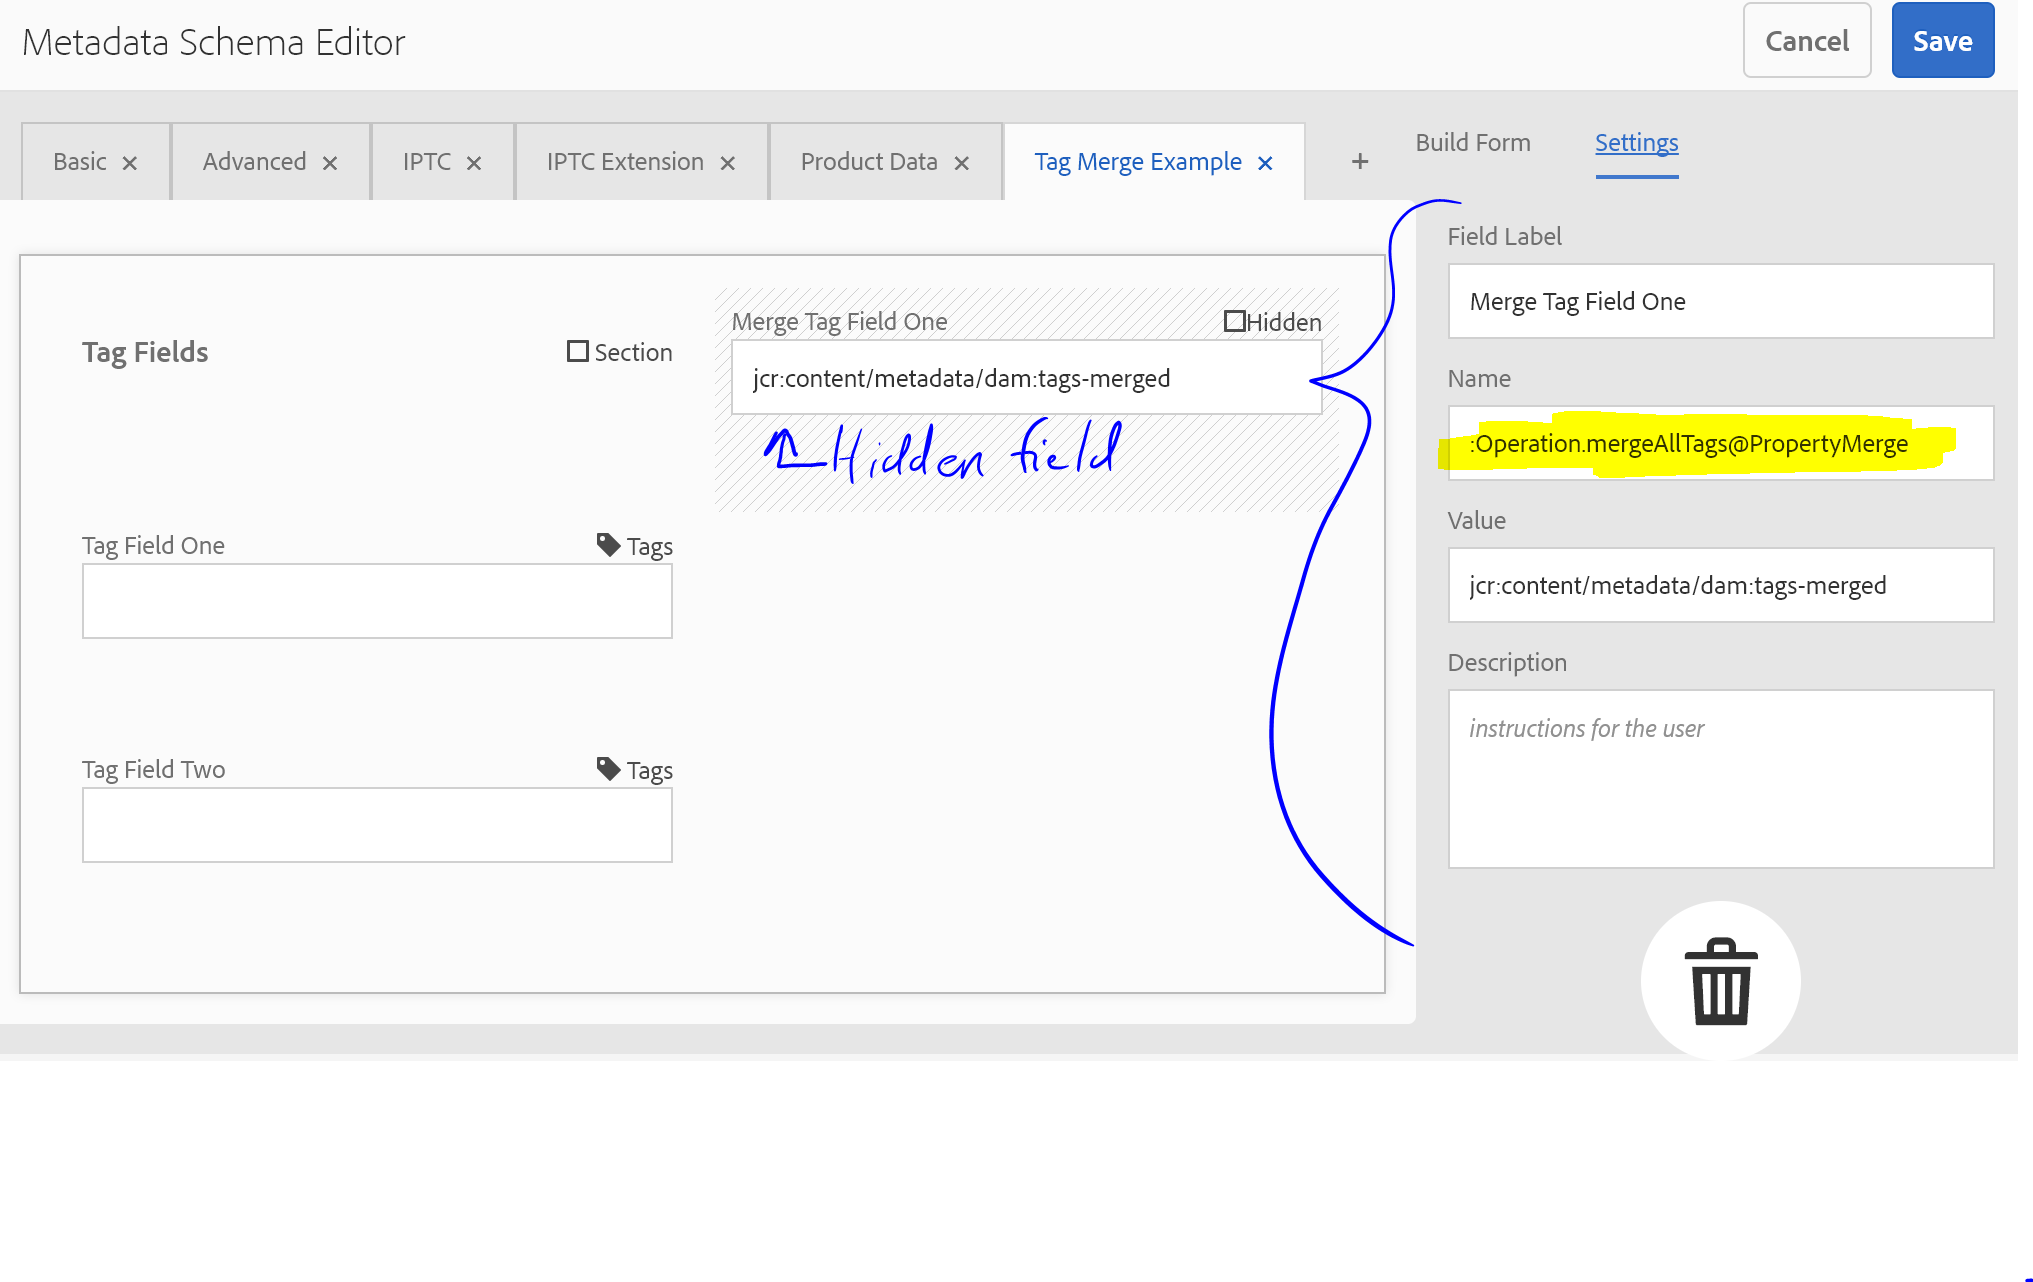 Metadata Schema Editor
Cancel
Save
Basic
Advanced
IPTC
IPTC Extension
Product Data
Tag Merge Example
Build Form
Settings
Tag Fields
Section
Merge Tag Field One
Hidden
jcr:content/metadata/dam:tags-merged
Hidden field
Tag Field One
Tags
Tag Field Two
Tags
Field Label
Merge Tag Field One
Name
:Operation.mergeAllTags@PropertyMerge
Value
jcr:content/metadata/dam:tags-merged
Description
instructions for the user